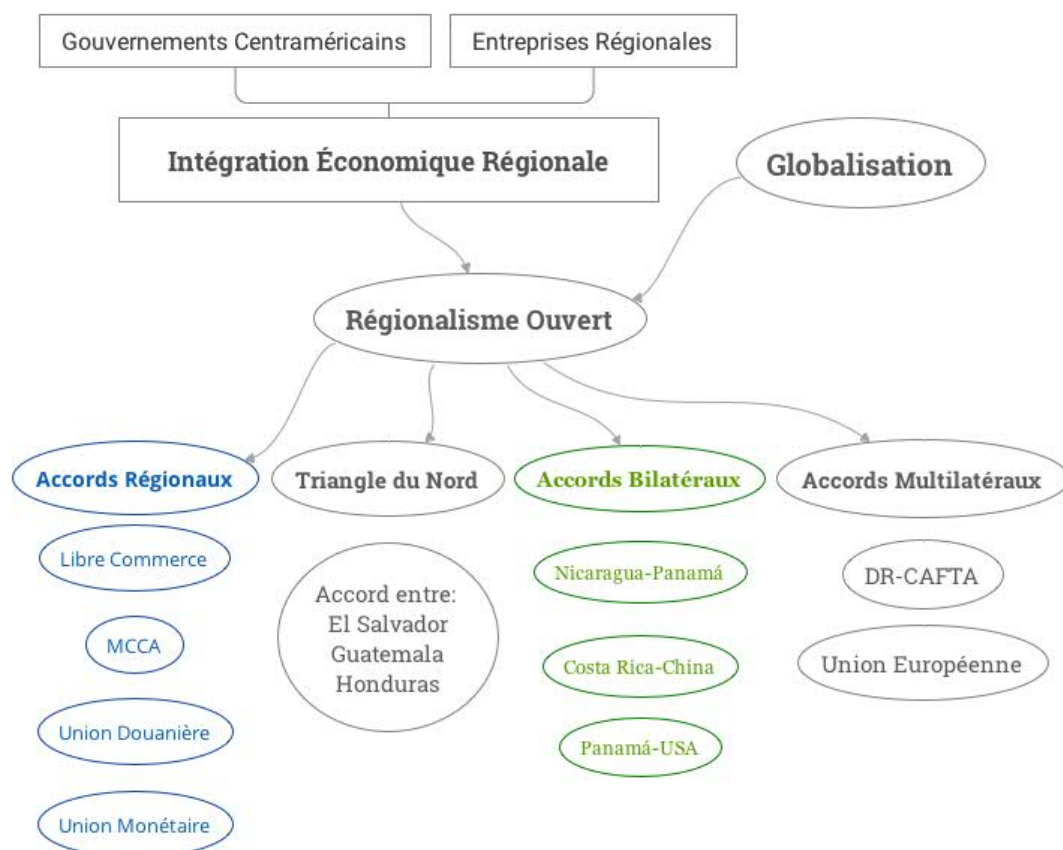 Gouvernements Centraméricains
Entreprises Régionales
Intégration Économique Régionale
Globalisation
Régionalisme Ouvert
Accords Régionaux
Triangle du Nord
Accords Bilatéraux
Accords Multilatéraux
Libre Commerce
MCCA
Union Douanière
Union Monétaire
Accord entre:
El Salvador
Guatemala
Honduras
Nicaragua-Panamá
Costa Rica-China
Panamá-USA
DR-CAFTA
Union Européenne